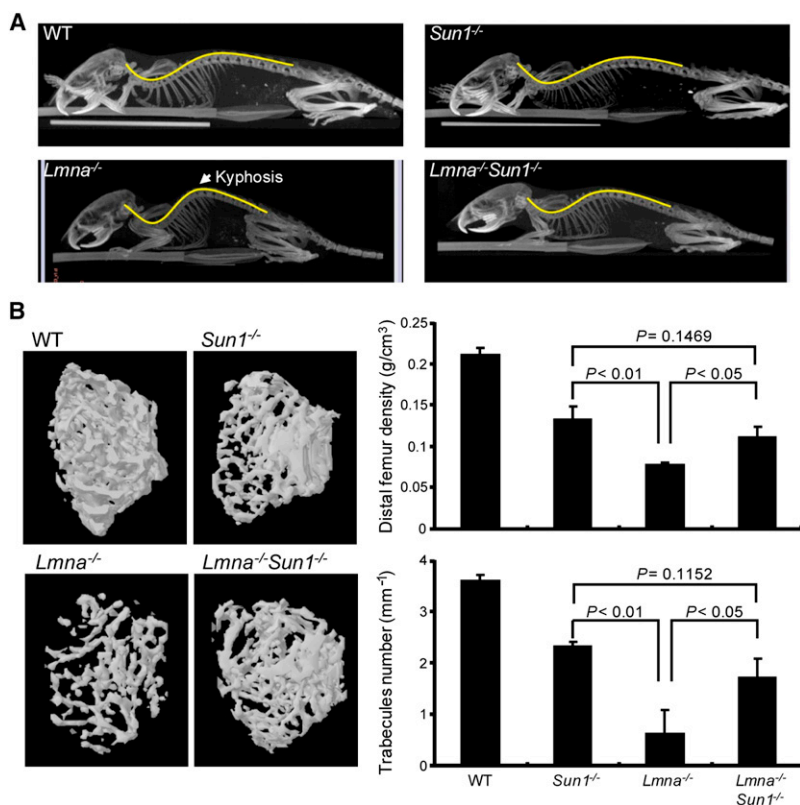 A
WT
Sun1-/-
Lmna-/-
Kyphosis
Lmna-/-Sun1-/-
B
WT
Sun1-/-
Lmna-/-
Lmna-/-Sun1-/-
Distal femur density (g/cm3)
0.25
0.2
0.15
0.1
0.05
0
P = 0.1469
P < 0.01
P < 0.05
Trabecules number (mm-1)
4
3
2
1
0
P = 0.1152
P < 0.01
P < 0.05
WT
Sun1-/-
Lmna-/-
Lmna-/-
Sun1-/-